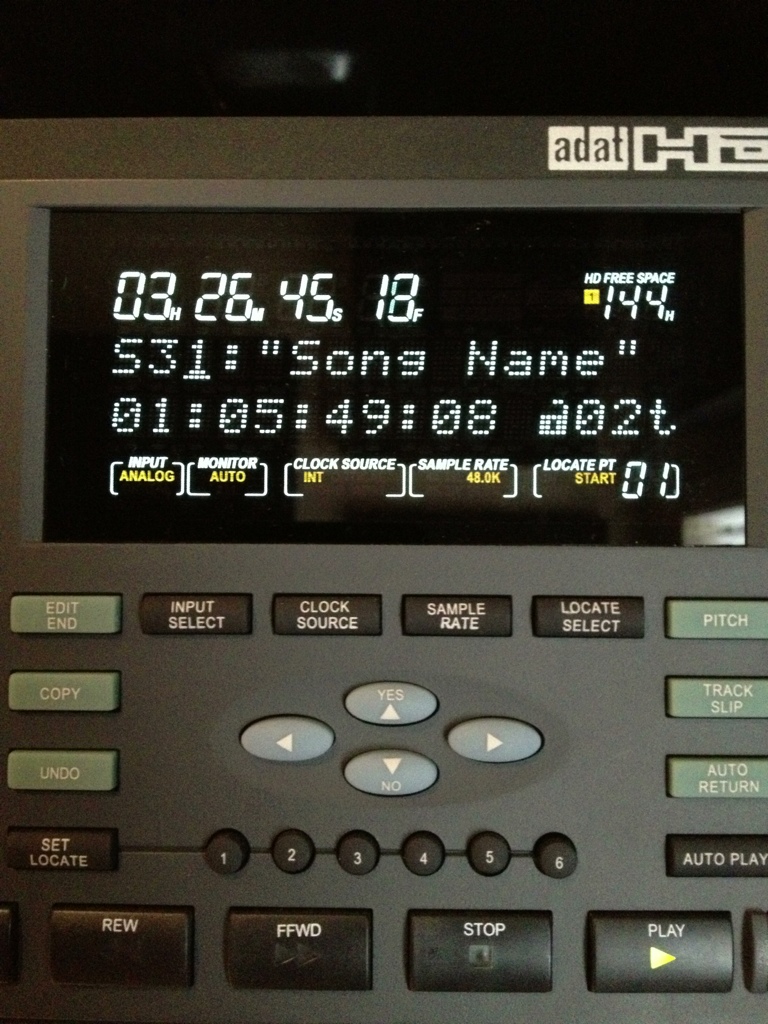 adat HD
HD FREE SPACE
03H 26M 45S 18F 1 144H
S31:"Song Name"
01:05:49:08 a02t
INPUT MONITOR CLOCK SOURCE SAMPLE RATE LOCATE PT
ANALOG AUTO INT 48.0K START 01
EDIT END
INPUT SELECT
CLOCK SOURCE
SAMPLE RATE
LOCATE SELECT
PITCH
COPY
YES
TRACK SLIP
UNDO
NO
AUTO RETURN
SET LOCATE
1 2 3 4 5 6
AUTO PLAY
REW FFWD STOP PLAY